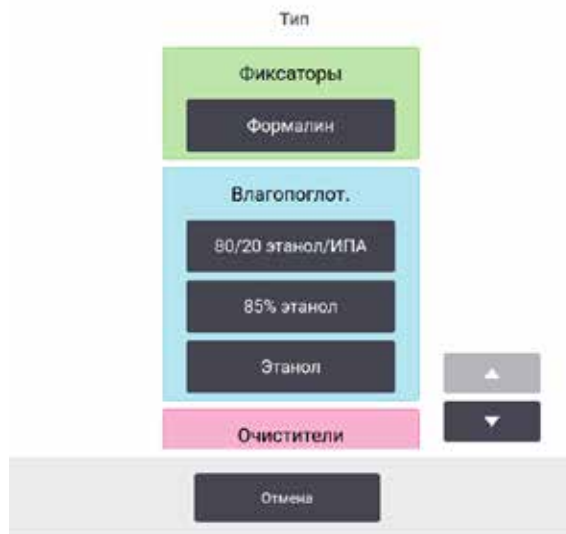 Тип
Фиксаторы
Формалин
Влагопоглот.
80/20 этанол/ИПА
85% этанол
Этанол
Очистители
Отмена